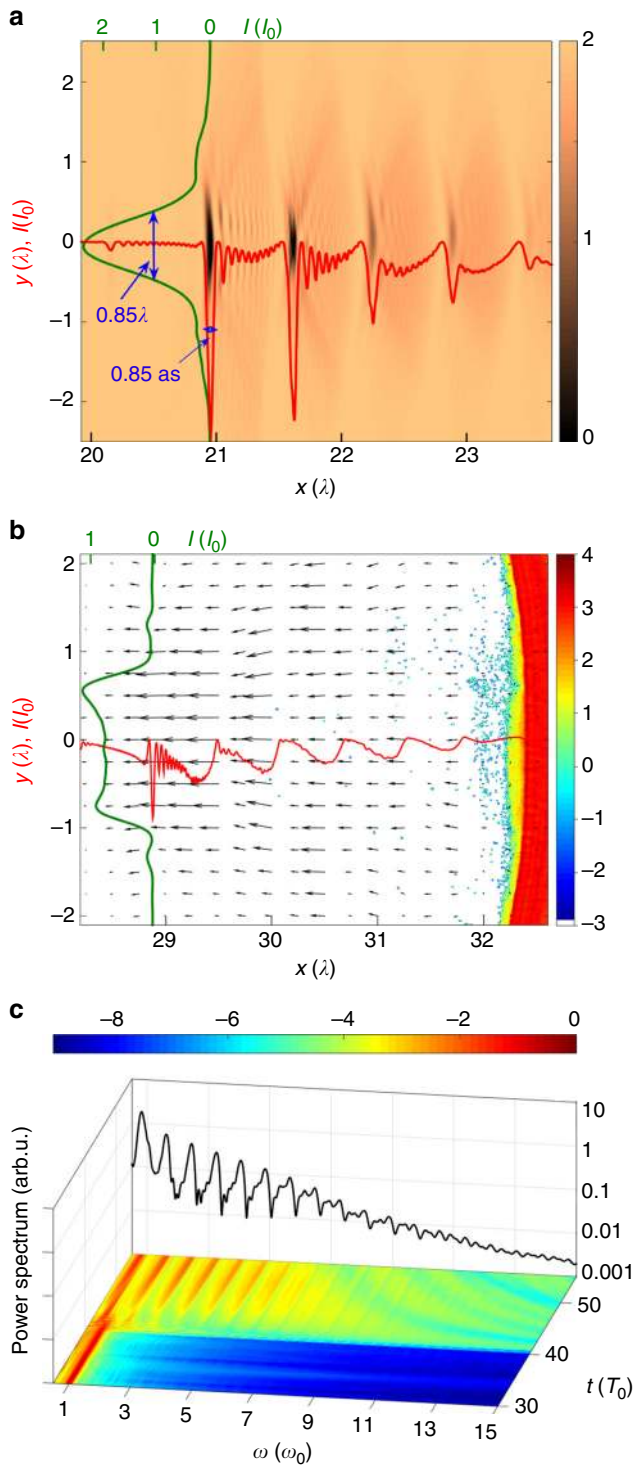 a
2 1 0 I (I0)
2
1
0
−1
−2
y (λ), I(I0)
0.85λ
0.85 as
20 21 22 23
x (λ)
2
1
0
b
1 0 I (I0)
2
1
0
−1
−2
y (λ), I(I0)
29 30 31 32
x (λ)
4
3
2
1
0
−1
−2
−3
c
−8 −6 −4 −2 0
Power spectrum (arb.u.)
10
1
0.1
0.01
0.001
50
40
30
t (T0)
1 3 5 7 9 11 13 15
ω (ω0)